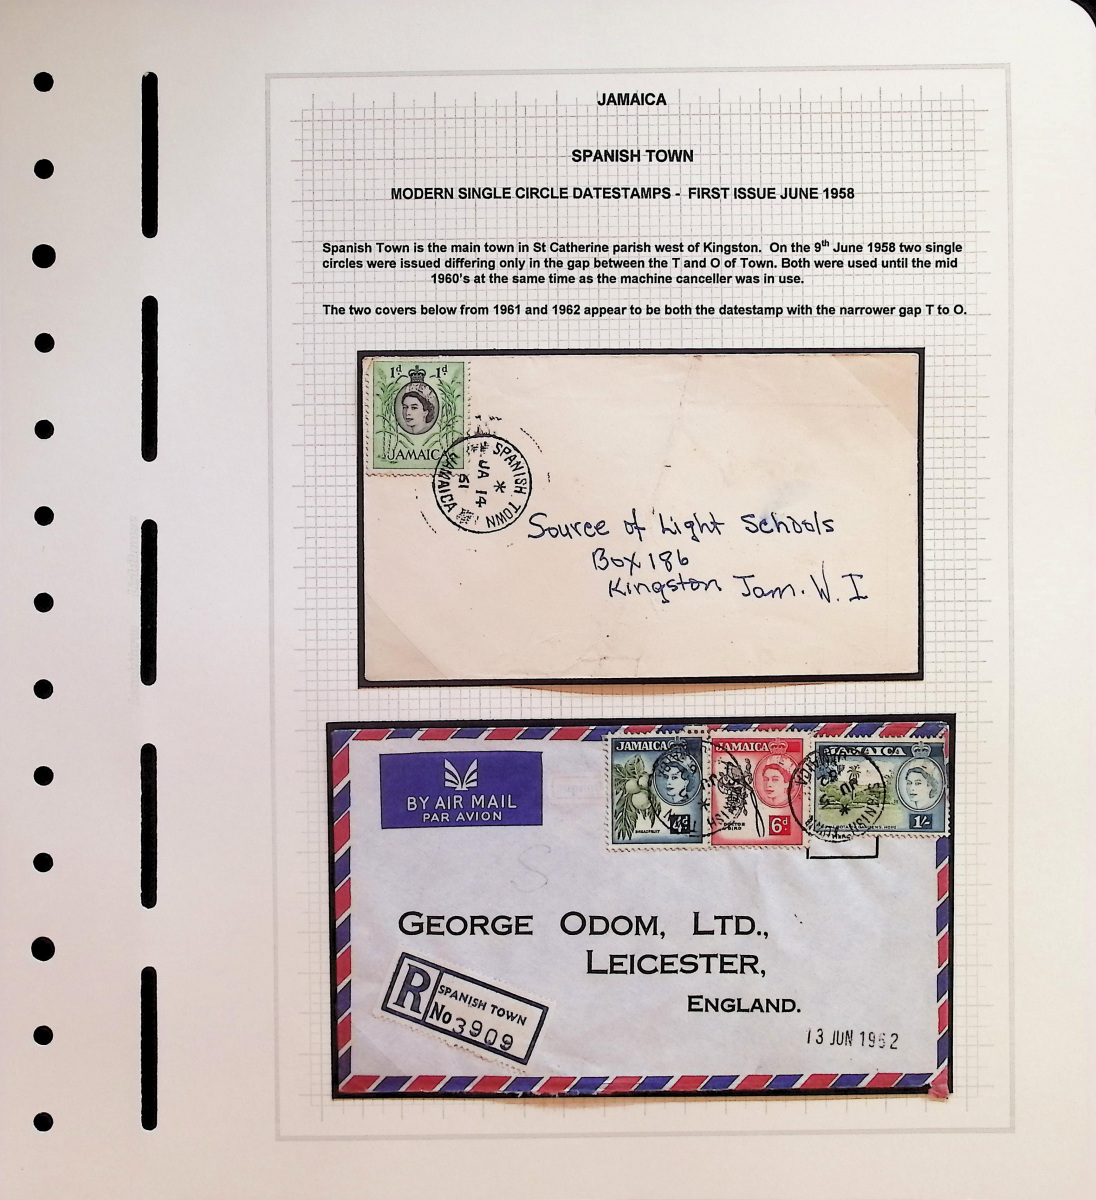 JAMAICA
SPANISH TOWN
MODERN SINGLE CIRCLE DATESTAMPS - FIRST ISSUE JUNE 1958
Spanish Town is the main town in St Catherine parish west of Kingston. On the 9th June 1958 two single
circles were issued differing only in the gap between the T and O of Town. Both were used until the mid
1960's at the same time as the machine canceller was in use.
The two covers below from 1961 and 1962 appear to be both the datestamp with the narrower gap T to O.
1d 1d
JAMAICA
SPANISH TOWN
JA 14
JAMAICA
Source of Light Schools
Box 186
Kingston Jam. W. I
BY AIR MAIL
PAR AVION
JAMAICA
BREADFRUIT
4d
JAMAICA
DOCTOR
BIRD
6d
JAMAICA
1/-
GEORGE ODOM, LTD.,
LEICESTER,
ENGLAND.
R
SPANISH TOWN
No 3909
13 JUN 1962